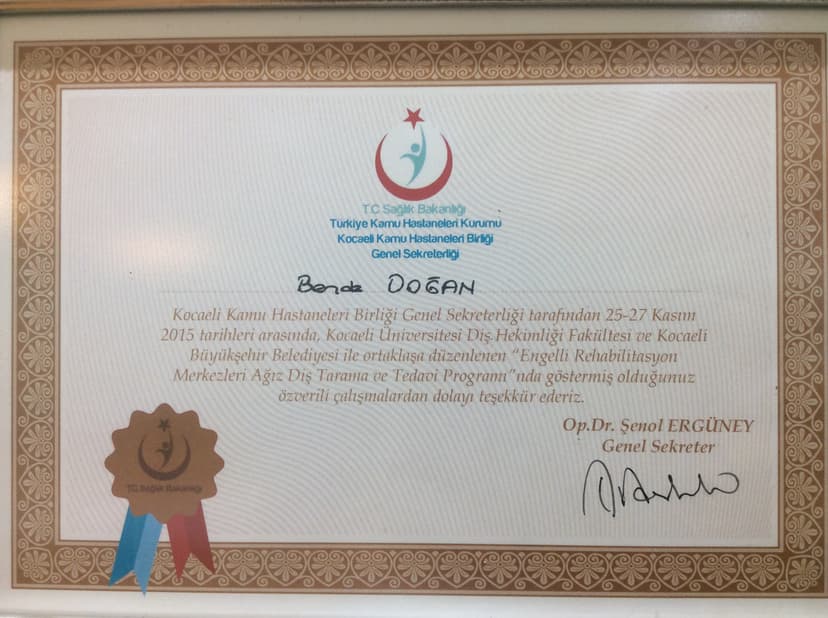 T.C Sağlık Bakanlığı
Türkiye Kamu Hastaneleri Kurumu
Kocaeli Kamu Hastaneleri Birliği
Genel Sekreterliği
DOĞAN
Kocaeli Kamu Hastaneleri Birliği Genel Sekreterliği tarafından 25-27 Kasım
2015 tarihleri arasında, Kocaeli Üniversitesi Diş Hekimliği Fakültesi ve Kocaeli
Büyükşehir Belediyesi ile ortaklaşa düzenlenen "Engelli Rehabilitasyon
Merkezleri Ağız Diş Tarama ve Tedavi Programı"nda göstermiş olduğunuz
özverili çalışmalardan dolayı teşekkür ederiz.
Op.Dr. Şenol ERGÜNEY
Genel Sekreter
T.C. Sağlık Bakanlığı